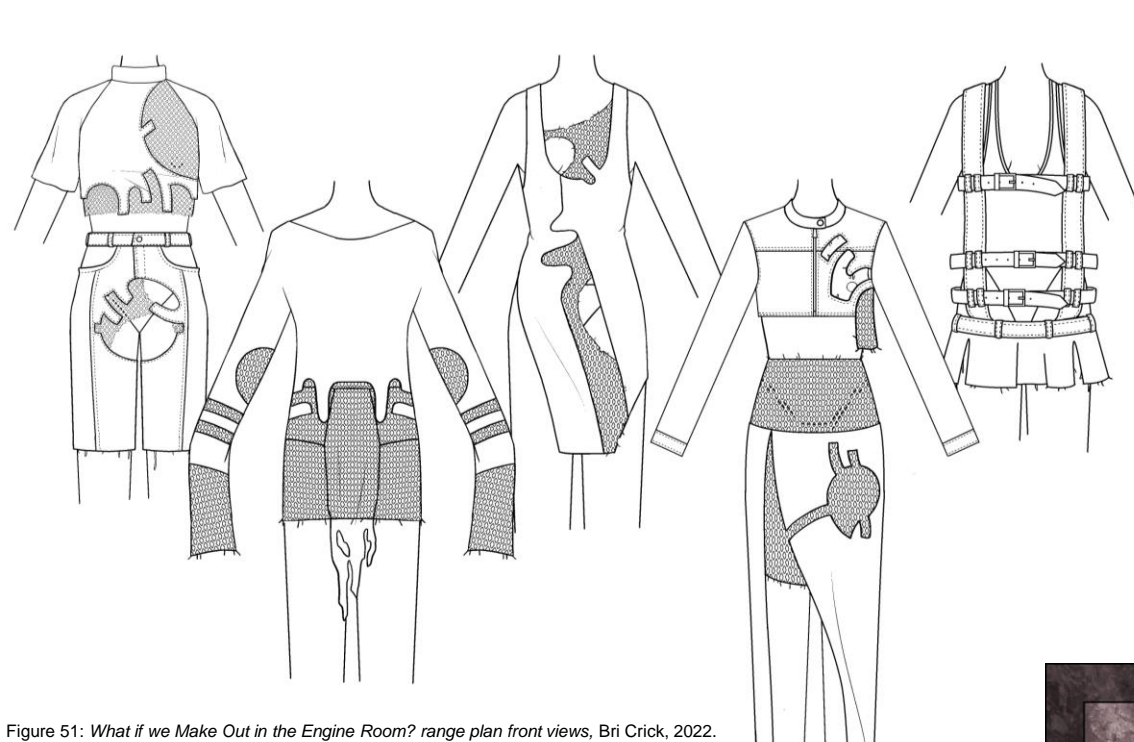 Figure 51: What if we Make Out in the Engine Room? range plan front views, Bri Crick, 2022.